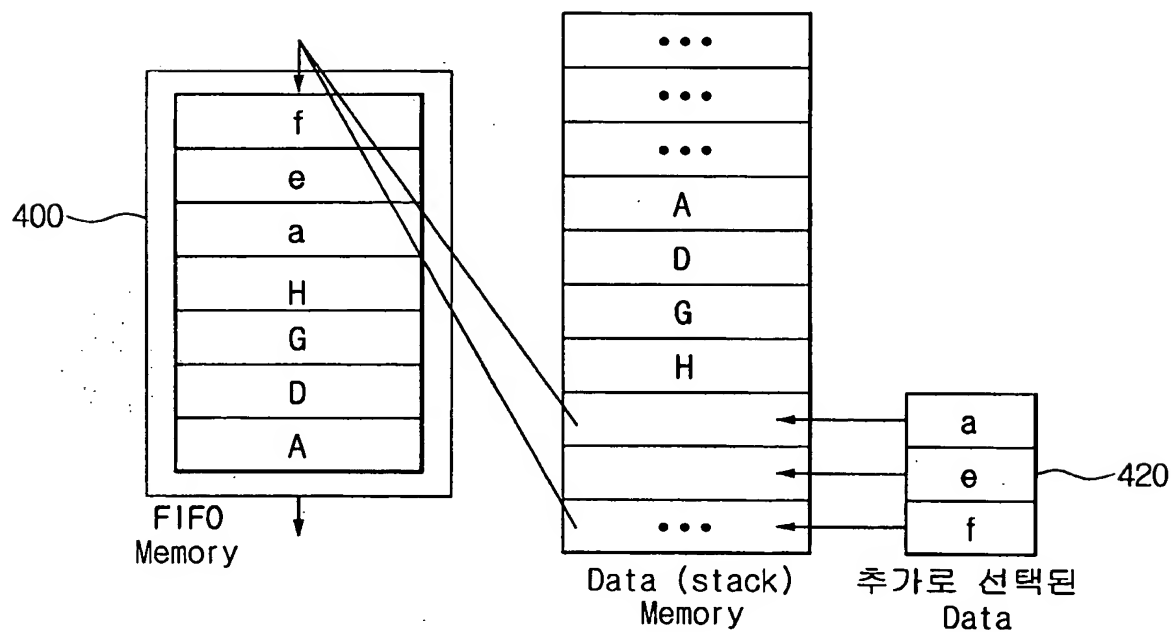 400
f
e
a
H
G
D
A
FIFO
Memory
•••
•••
•••
A
D
G
H
•••
Data (stack)
Memory
a
e
f
420
추가로 선택된
Data